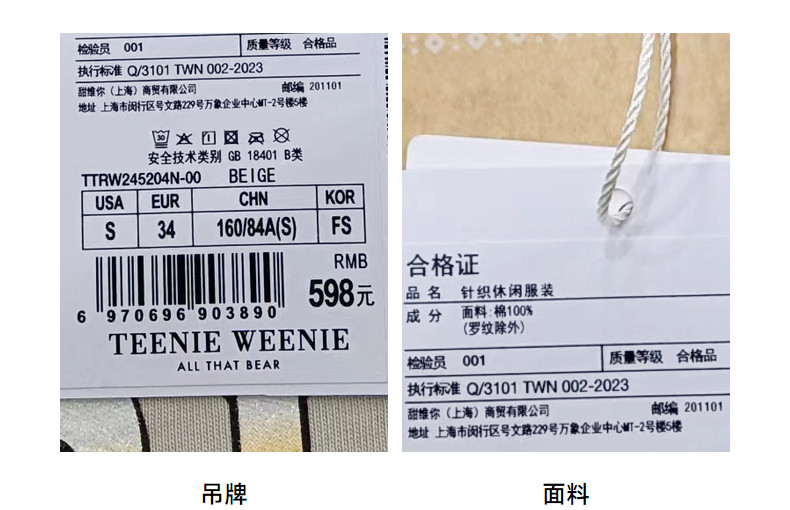 检验员 001
质量等级 合格品
执行标准 Q/3101 TWN 002-2023
甜维你（上海）商贸有限公司
邮编 201101
地址 上海市闵行区号文路229号万象企业中心MT-2号楼5楼
30
安全技术类别 GB 18401 B类
TTRW245204N-00 BEIGE
USA EUR CHN KOR
S 34 160/84A(S) FS
RMB
598元
6 970696 903890
TEENIE WEENIE
ALL THAT BEAR
吊牌
合格证
品 名 针织休闲服装
成 分 面料:棉100%
(罗纹除外)
检验员 001
质量等级 合格品
执行标准 Q/3101 TWN 002-2023
甜维你（上海）商贸有限公司
邮编 201101
地址 上海市闵行区号文路229号万象企业中心MT-2号楼5楼
面料